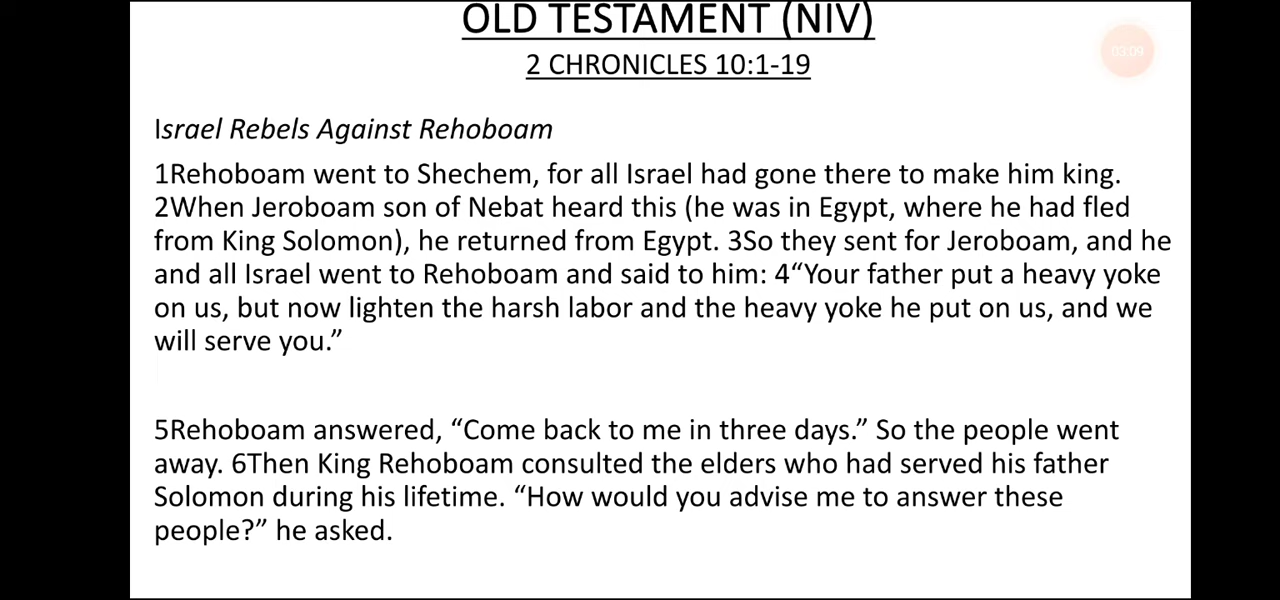 OLD TESTAMENT (NIV)
03:09
2 CHRONICLES 10:1-19
Israel Rebels Against Rehoboam
1Rehoboam went to Shechem, for all Israel had gone there to make him king.
2When Jeroboam son of Nebat heard this (he was in Egypt, where he had fled
from King Solomon), he returned from Egypt. 3So they sent for Jeroboam, and he
and all Israel went to Rehoboam and said to him: 4“Your father put a heavy yoke
on us, but now lighten the harsh labor and the heavy yoke he put on us, and we
will serve you.”
5Rehoboam answered, “Come back to me in three days.” So the people went
away. 6Then King Rehoboam consulted the elders who had served his father
Solomon during his lifetime. “How would you advise me to answer these
people?” he asked.